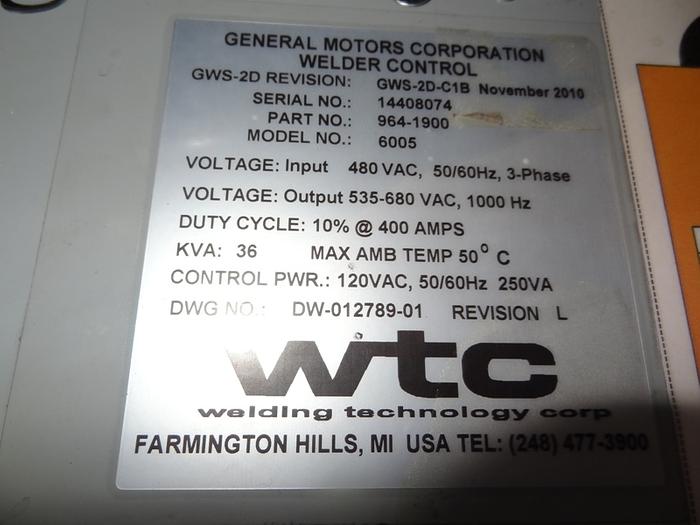 GENERAL MOTORS CORPORATION
WELDER CONTROL
GWS-2D REVISION: GWS-2D-C1B November 2010
SERIAL NO.: 14408074
PART NO.: 964-1900
MODEL NO.: 6005
VOLTAGE: Input 480 VAC, 50/60Hz, 3-Phase
VOLTAGE: Output 535-680 VAC, 1000 Hz
DUTY CYCLE: 10% @ 400 AMPS
KVA: 36 MAX AMB TEMP 50° C
CONTROL PWR.: 120VAC, 50/60Hz 250VA
DWG NO.: DW-012789-01 REVISION L
wtc
welding technology corp
FARMINGTON HILLS, MI USA TEL: (248) 477-3900